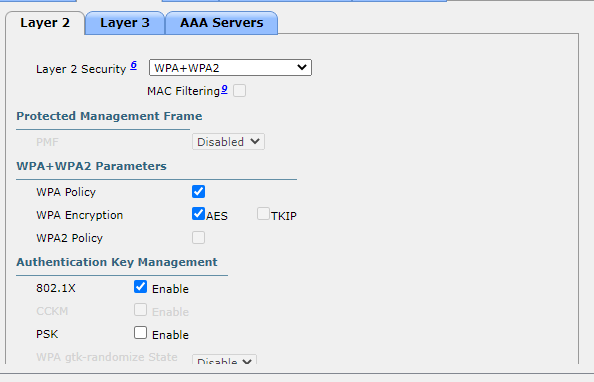 Layer 2 Layer 3 AAA Servers
Layer 2 Security 6 WPA+WPA2
MAC Filtering 9
Protected Management Frame
PMF Disabled
WPA+WPA2 Parameters
WPA Policy
WPA Encryption AES TKIP
WPA2 Policy
Authentication Key Management
802.1X Enable
CCKM Enable
PSK Enable
WPA gtk-randomize State Disable